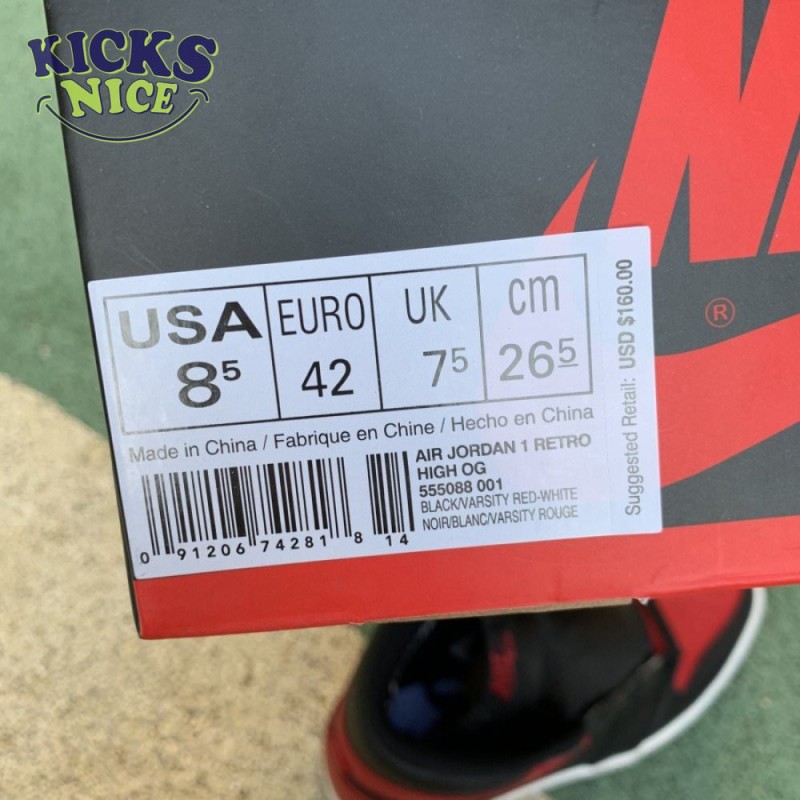 KICKS
NICE
USA EURO UK cm
8⁵ 42 7⁵ 26⁵
Made in China / Fabrique en Chine / Hecho en China
AIR JORDAN 1 RETRO
HIGH OG
555088 001
BLACK/VARSITY RED-WHITE
NOIR/BLANC/VARSITY ROUGE
0 91206 74281 8 14
Suggested Retail: USD $160.00
®